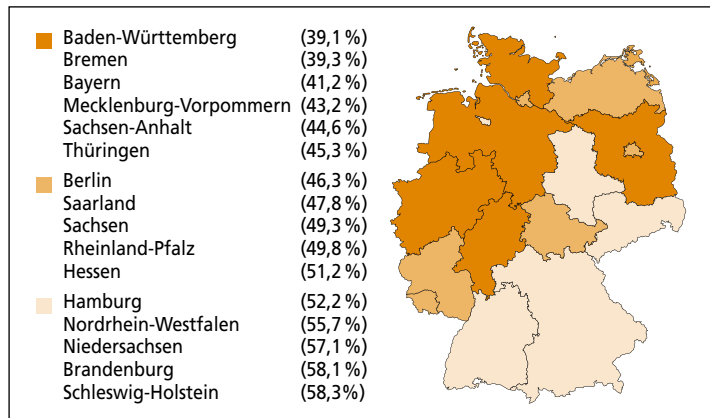 Baden-Württemberg (39,1 %)
Bremen (39,3 %)
Bayern (41,2 %)
Mecklenburg-Vorpommern (43,2 %)
Sachsen-Anhalt (44,6 %)
Thüringen (45,3 %)
Berlin (46,3 %)
Saarland (47,8 %)
Sachsen (49,3 %)
Rheinland-Pfalz (49,8 %)
Hessen (51,2 %)
Hamburg (52,2 %)
Nordrhein-Westfalen (55,7 %)
Niedersachsen (57,1 %)
Brandenburg (58,1 %)
Schleswig-Holstein (58,3%)